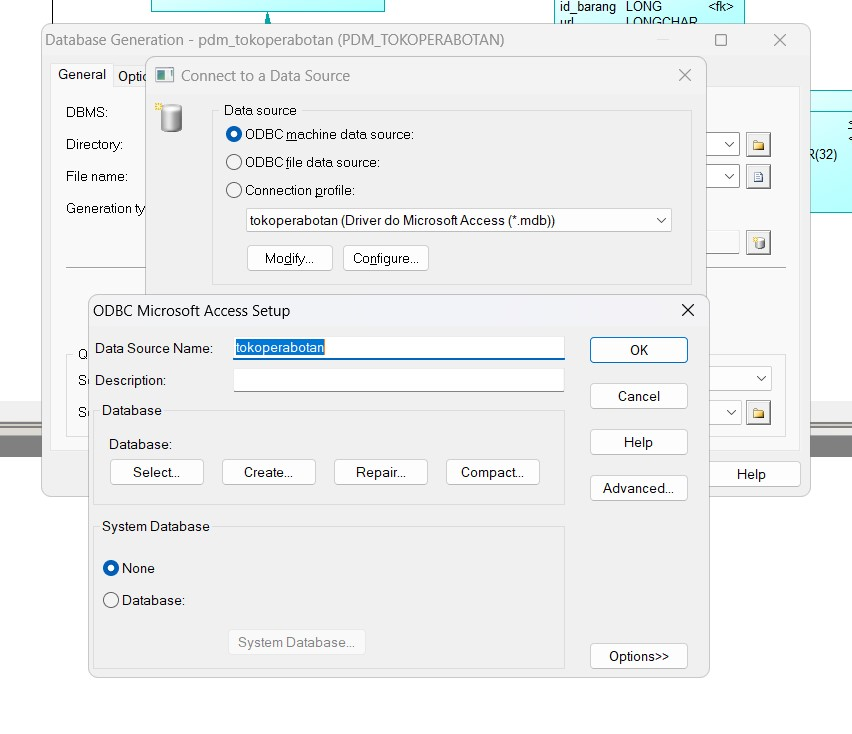 id_barang LONG <fk>
url LONGCHAR
Database Generation - pdm_tokoperabotan (PDM_TOKOPERABOTAN)
General
Connect to a Data Source
DBMS:
Data source
ODBC machine data source:
Directory:
R(32)
ODBC file data source:
File name:
Connection profile:
Generation ty
tokoperabotan (Driver do Microsoft Access (*.mdb))
Modify...
Configure...
ODBC Microsoft Access Setup
Data Source Name: tokoperabotan
OK
Description:
Cancel
Database
Database:
Help
Select...
Create...
Repair...
Compact...
Help
Advanced...
System Database
None
Database:
System Database...
Options>>